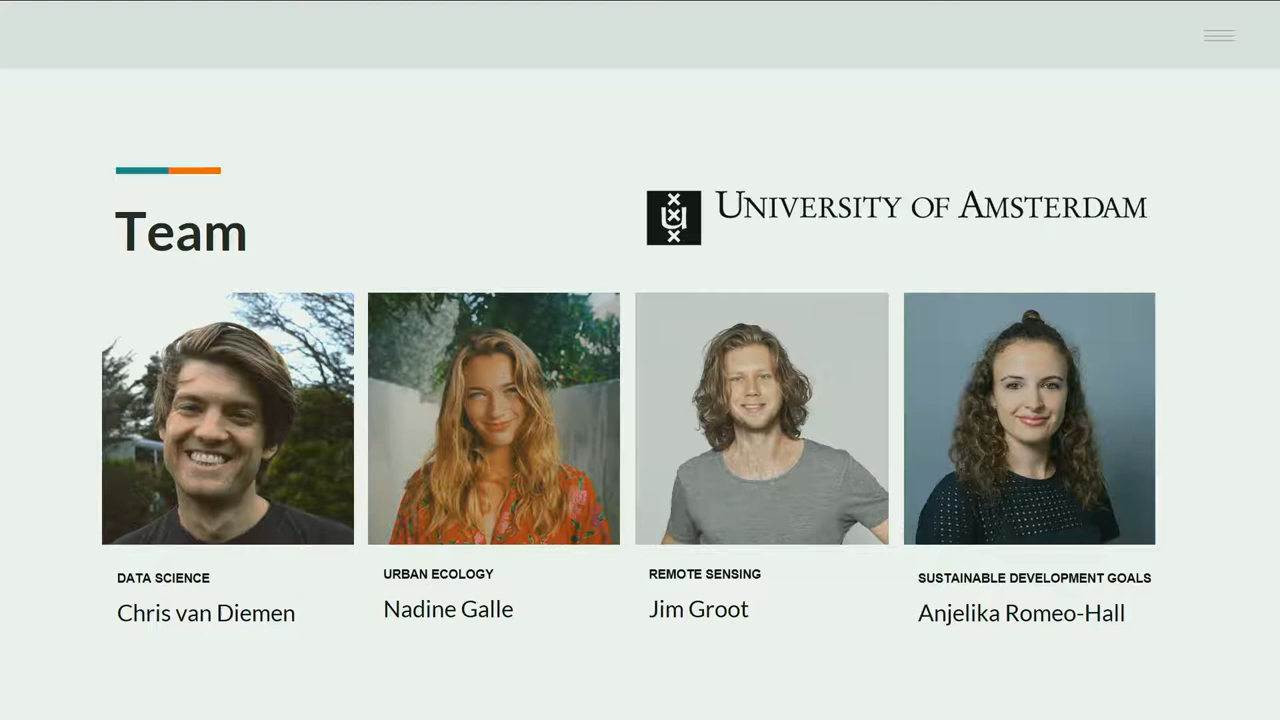 Team
UNIVERSITY OF AMSTERDAM
DATA SCIENCE
Chris van Diemen
URBAN ECOLOGY
Nadine Galle
REMOTE SENSING
Jim Groot
SUSTAINABLE DEVELOPMENT GOALS
Anjelika Romeo-Hall